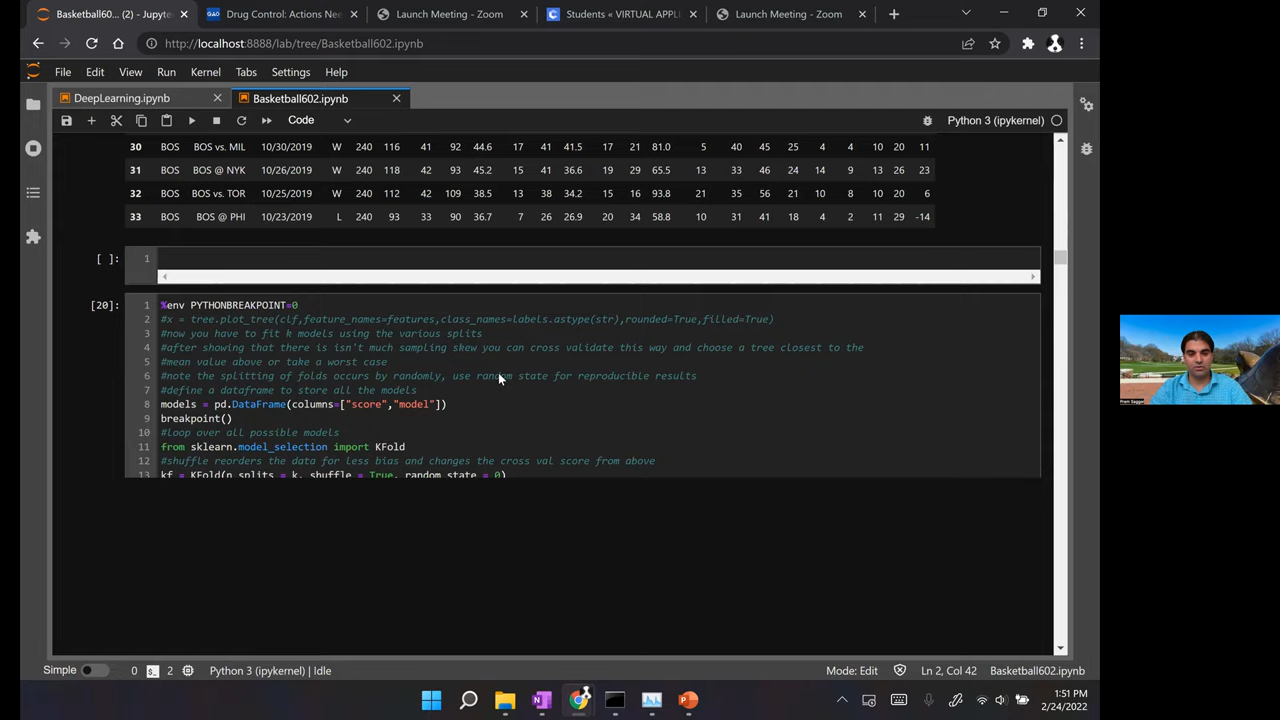 Basketball60... - Jupyter
Drug Control: Actions Nee
Launch Meeting - Zoom
Students « VIRTUAL APPLI
Launch Meeting - Zoom
http://localhost:8888/lab/tree/Basketball602.ipynb
File Edit View Run Kernel Tabs Settings Help
DeepLearning.ipynb
Basketball602.ipynb
Code
Python 3 (ipykernel)
30 BOS BOS vs. MIL 10/30/2019 W 240 116 41 92 44.6 17 41 41.5 17 21 81.0 5 40 45 25 4 4 10 20 11
31 BOS BOS @ NYK 10/26/2019 W 240 118 42 93 45.2 15 41 36.6 19 29 65.5 13 33 46 24 14 9 13 26 23
32 BOS BOS vs. TOR 10/25/2019 W 240 112 42 109 38.5 13 38 34.2 15 16 93.8 21 35 56 21 10 8 10 20 6
33 BOS BOS @ PHI 10/23/2019 L 240 93 33 90 36.7 7 26 26.9 20 34 58.8 10 31 41 18 4 2 11 29 -14
[ ]: 1
[20]: 1 %env PYTHONBREAKPOINT=0
2 #x = tree.plot_tree(clf,feature_names=features,class_names=labels.astype(str),rounded=True,filled=True)
3 #now you have to fit k models using the various splits
4 #after showing that there is isn't much sampling skew you can cross validate this way and choose a tree closest to the
5 #mean value above or take a worst case
6 #note the splitting of folds occurs by randomly, use random state for reproducible results
7 #define a dataframe to store all the models
8 models = pd.DataFrame(columns=["score","model"])
9 breakpoint()
10 #loop over all possible models
11 from sklearn.model_selection import KFold
12 #shuffle reorders the data for less bias and changes the cross val score from above
13 kf = KFold(n_splits = k, shuffle = True, random_state = 0)
Simple 0 2 Python 3 (ipykernel) | Idle
Mode: Edit Ln 2, Col 42 Basketball602.ipynb
1:51 PM
2/24/2022